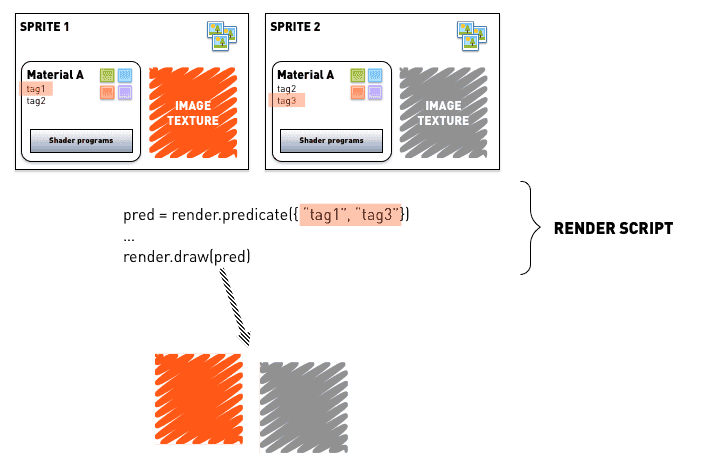 SPRITE 1
Material A
tag1
tag2
Shader programs
IMAGE
TEXTURE
SPRITE 2
Material A
tag2
tag3
Shader programs
IMAGE
TEXTURE
pred = render.predicate({ "tag1", "tag3"})
...
render.draw(pred)
RENDER SCRIPT